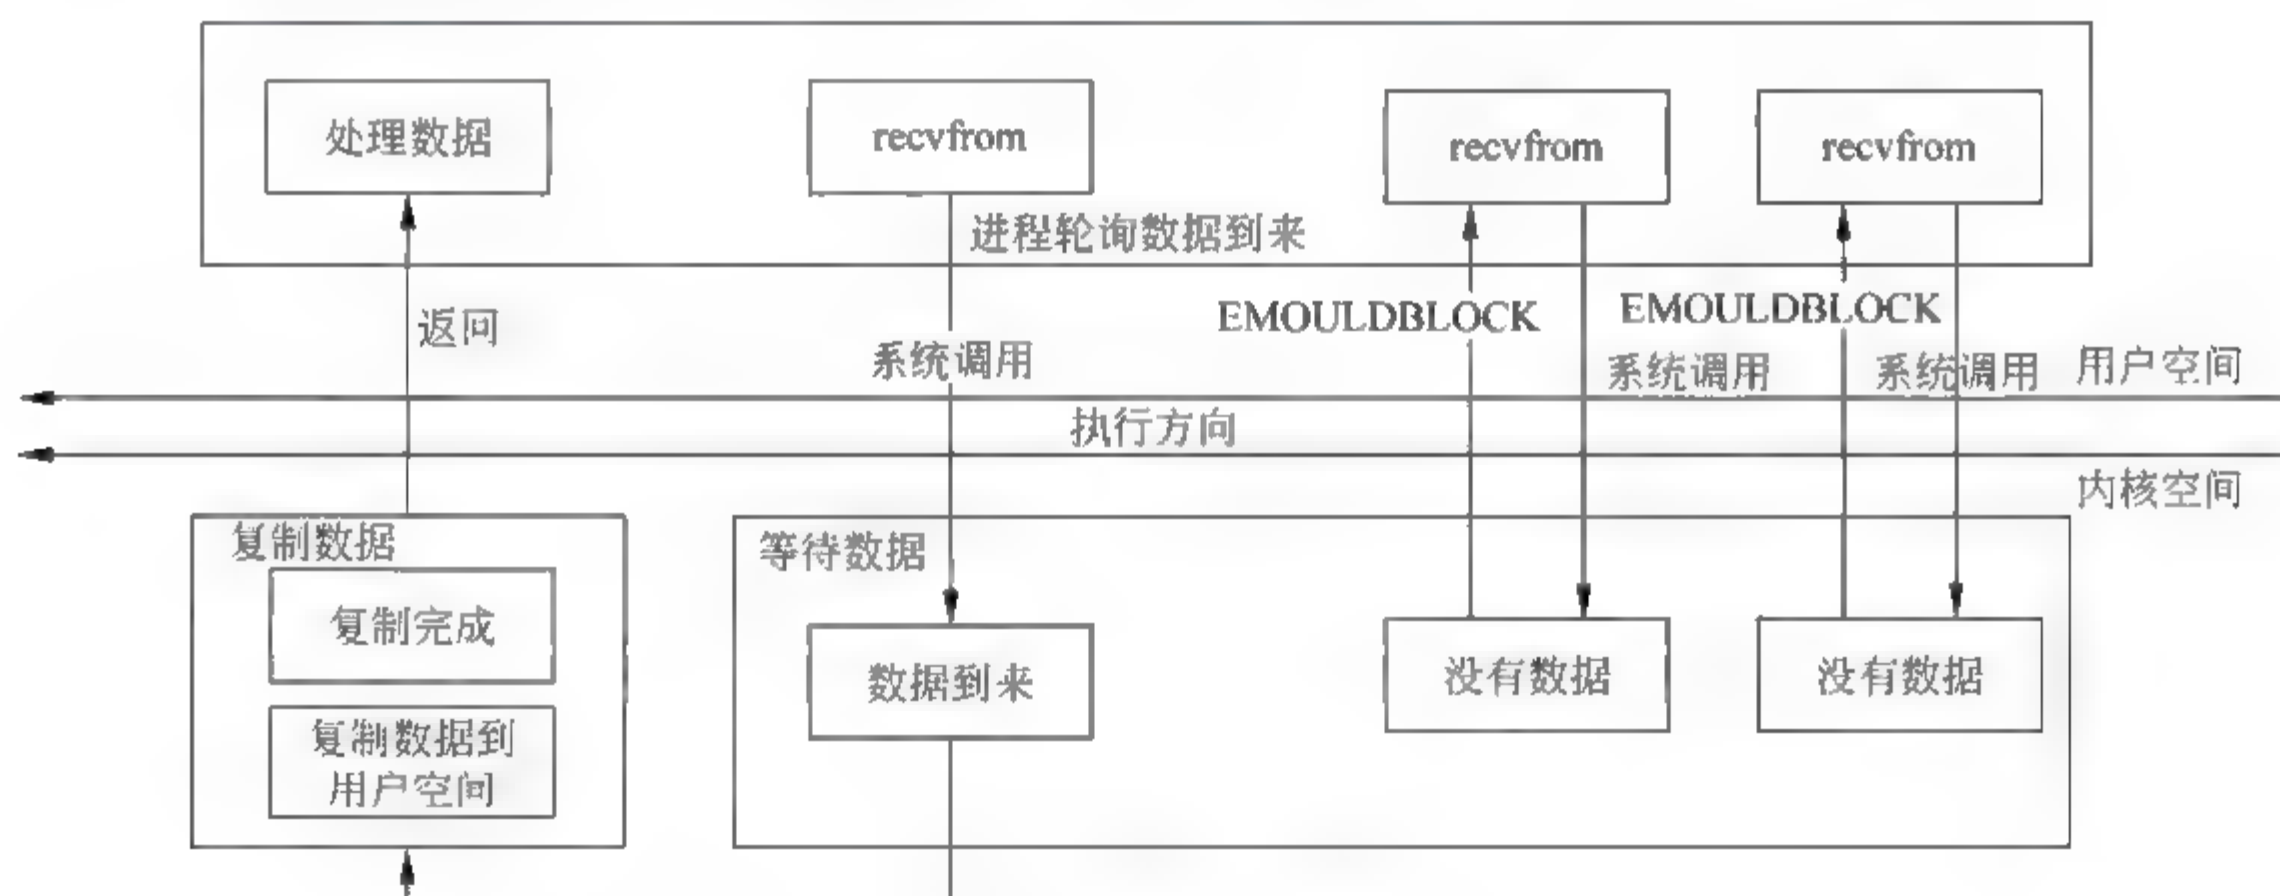 处理数据
recvfrom
recvfrom
recvfrom
进程轮询数据到来
返回
EMOULDBLOCK
EMOULDBLOCK
系统调用
系统调用
系统调用
用户空间
执行方向
内核空间
复制数据
等待数据
复制完成
数据到来
没有数据
没有数据
复制数据到
用户空间